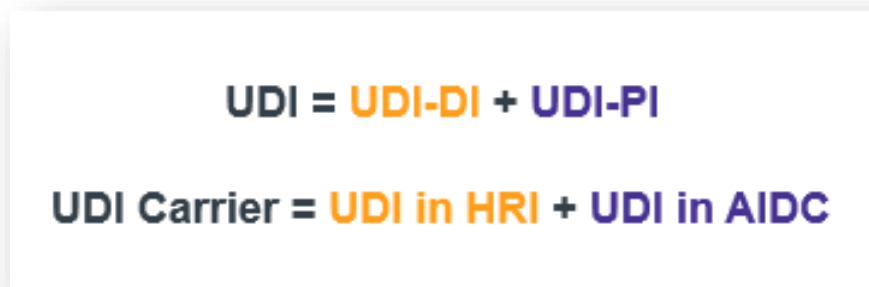 UDI = UDI-DI + UDI-PI
UDI Carrier = UDI in HRI + UDI in AIDC